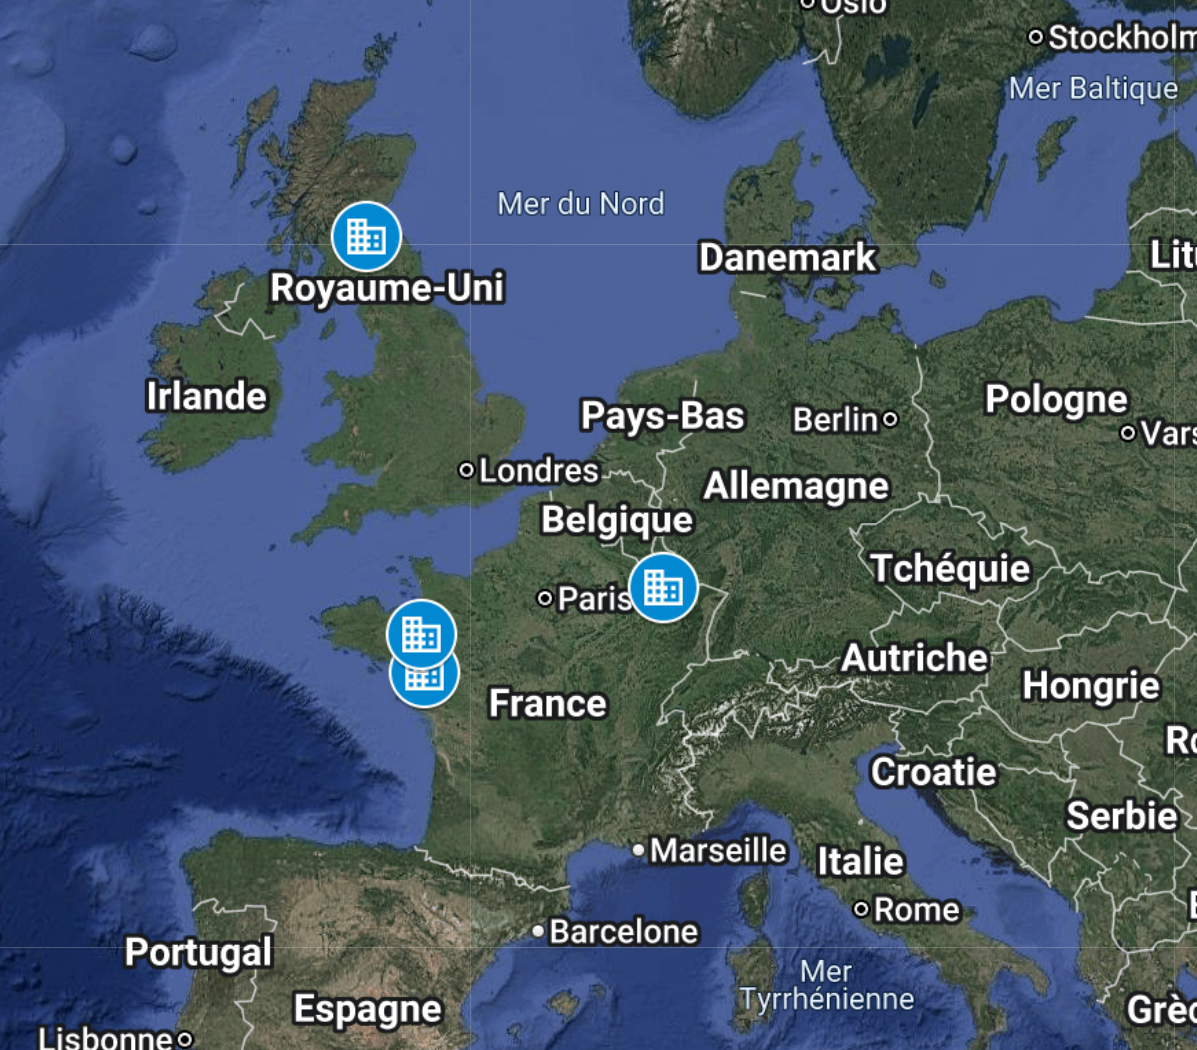 Oslo
Stockholm
Mer Baltique
Mer du Nord
Danemark
Litu
Royaume-Uni
Irlande
Pays-Bas
Berlin
Pologne
Vars
Londres
Allemagne
Belgique
Tchéquie
Paris
Autriche
Hongrie
France
Ro
Croatie
Serbie
Marseille
Italie
Rome
Barcelone
Portugal
Mer
Tyrrhénienne
Espagne
Grèc
Lisbonne